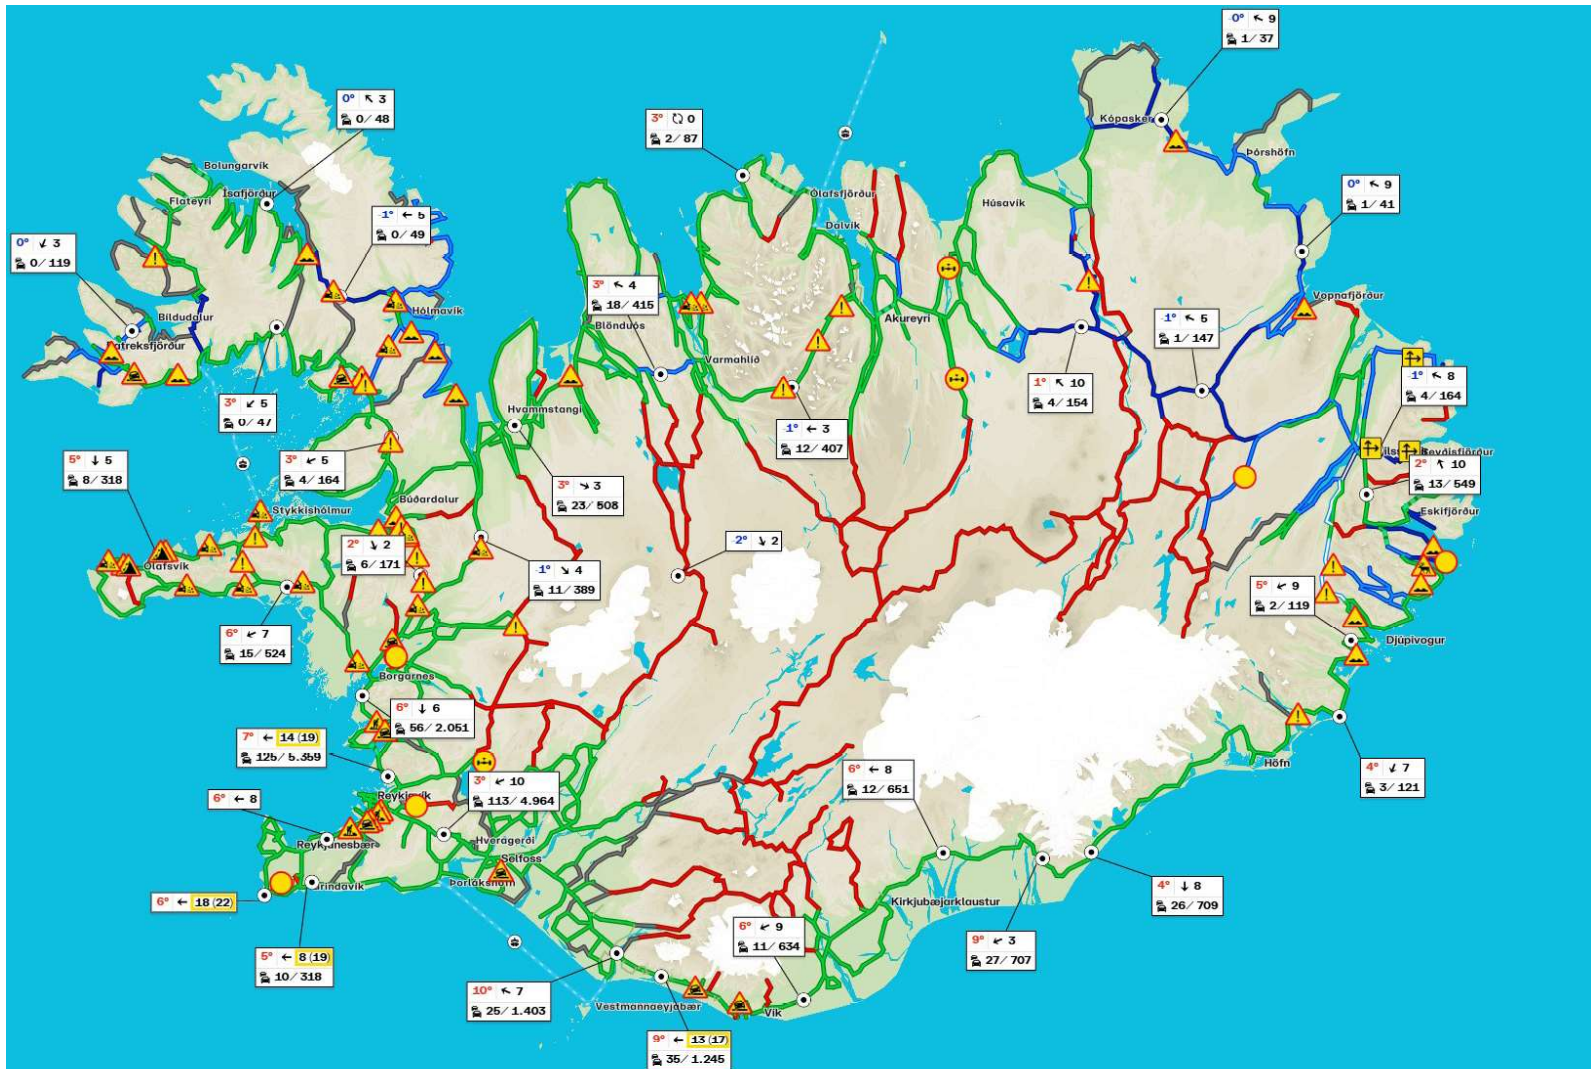 -0° 9
1/37
Kópasker
Þórshöfn
0° 3
0/48
3° 0
2/87
Bolungarvík
Ísafjörður
Flateyri
Ólafsfjörður
Dalvík
Húsavík
0° 9
1/41
-1° 5
0/49
0° 3
0/119
Bíldudalur
Patreksfjörður
Hólmavík
3° 4
18/415
Blönduós
Akureyri
Vopnafjörður
-1° 5
1/147
Varmahlíð
1° 10
4/154
-1° 8
4/164
3° 5
0/47
Hvammstangi
-1° 3
12/407
5° 5
8/318
3° 5
4/164
3° 3
23/508
2° 10
13/549
Búðardalur
Stykkishólmur
Eskifjörður
2° 2
6/171
-2° 2
Ólafsvík
-1° 4
11/389
5° 9
2/119
6° 7
15/524
Djúpivogur
Borgarnes
6° 6
56/2.051
7° 14 (19)
125/5.359
Höfn
4° 7
3/121
3° 10
113/4.964
6° 8
12/651
6° 8
Reykjavík
Reykjanesbær
Hveragerði
Selfoss
Þorlákshöfn
Grindavík
6° 18 (22)
4° 8
26/709
Kirkjubæjarklaustur
5° 8 (19)
10/318
6° 9
11/634
9° 3
27/707
10° 7
25/1.403
Vestmannaeyjabær
Vík
9° 13 (17)
35/1.245